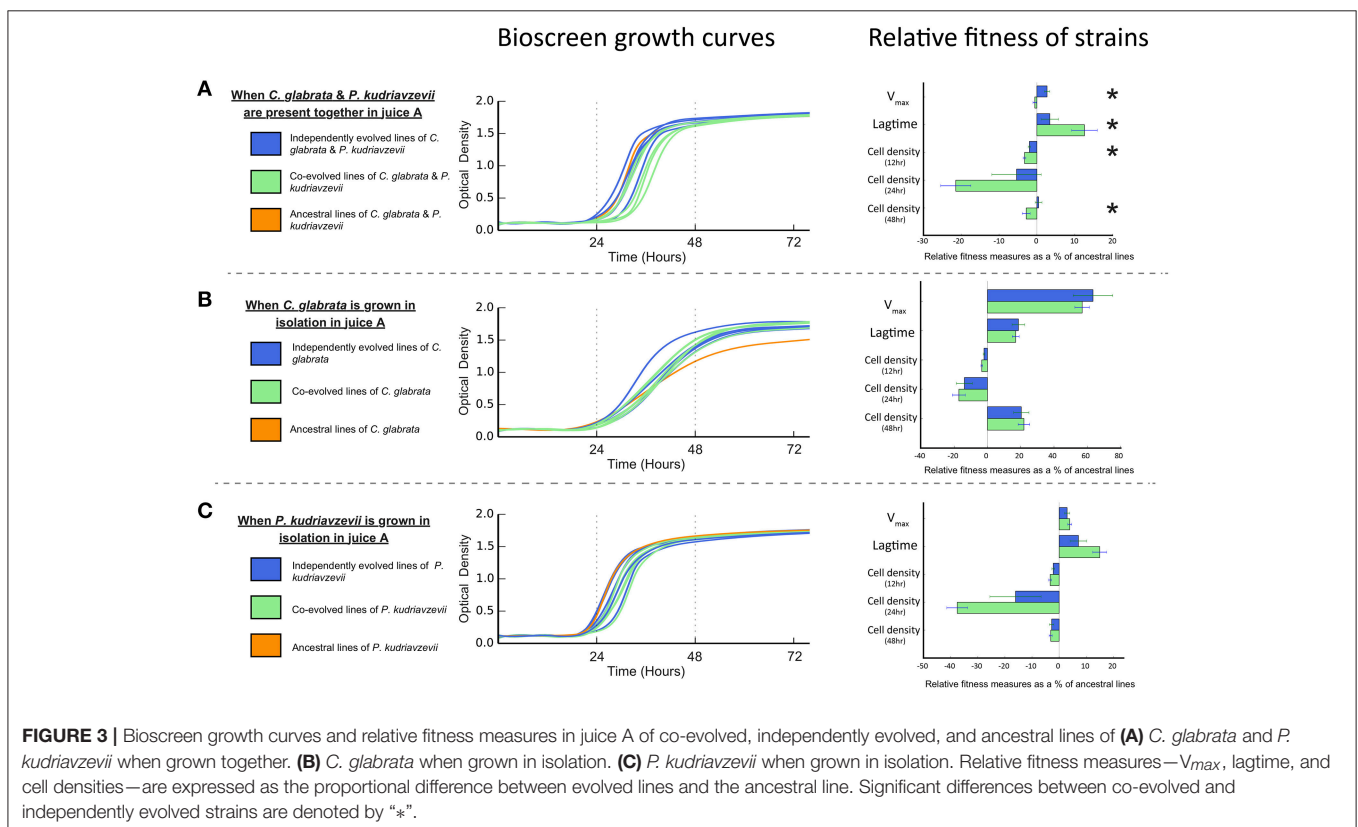 Bioscreen growth curves
Relative fitness of strains
A
When C. glabrata & P. kudriavzevii
are present together in juice A
Independently evolved lines of C.
glabrata & P. kudriavzevii
Co-evolved lines of C. glabrata & P.
kudriavzevii
Ancestral lines of C. glabrata & P.
kudriavzevii
Optical Density
2.0
1.5
1.0
0.5
0.0
24
48
72
Time (Hours)
Vmax
*
Lagtime
*
Cell density
(12hr)
*
Cell density
(24hr)
Cell density
(48hr)
*
-30 -20 -10 0 10 20
Relative fitness measures as a % of ancestral lines
B
When C. glabrata is grown in
isolation in juice A
Independently evolved lines of C.
glabrata
Co-evolved lines of C. glabrata
Ancestral lines of C. glabrata
Optical Density
2.0
1.5
1.0
0.5
0.0
24
48
72
Time (Hours)
Vmax
Lagtime
Cell density
(12hr)
Cell density
(24hr)
Cell density
(48hr)
-40 -20 0 20 40 60 80
Relative fitness measures as a % of ancestral lines
C
When P. kudriavzevii is grown in
isolation in juice A
Independently evolved lines of P.
kudriavzevii
Co-evolved lines of P. kudriavzevii
Ancestral lines of P. kudriavzevii
Optical Density
2.0
1.5
1.0
0.5
0.0
24
48
72
Time (Hours)
Vmax
Lagtime
Cell density
(12hr)
Cell density
(24hr)
Cell density
(48hr)
-50 -40 -30 -20 -10 0 10 20
Relative fitness measures as a % of ancestral lines
FIGURE 3 | Bioscreen growth curves and relative fitness measures in juice A of co-evolved, independently evolved, and ancestral lines of (A) C. glabrata and P.
kudriavzevii when grown together. (B) C. glabrata when grown in isolation. (C) P. kudriavzevii when grown in isolation. Relative fitness measures—Vmax, lagtime, and
cell densities—are expressed as the proportional difference between evolved lines and the ancestral line. Significant differences between co-evolved and
independently evolved strains are denoted by “*”.